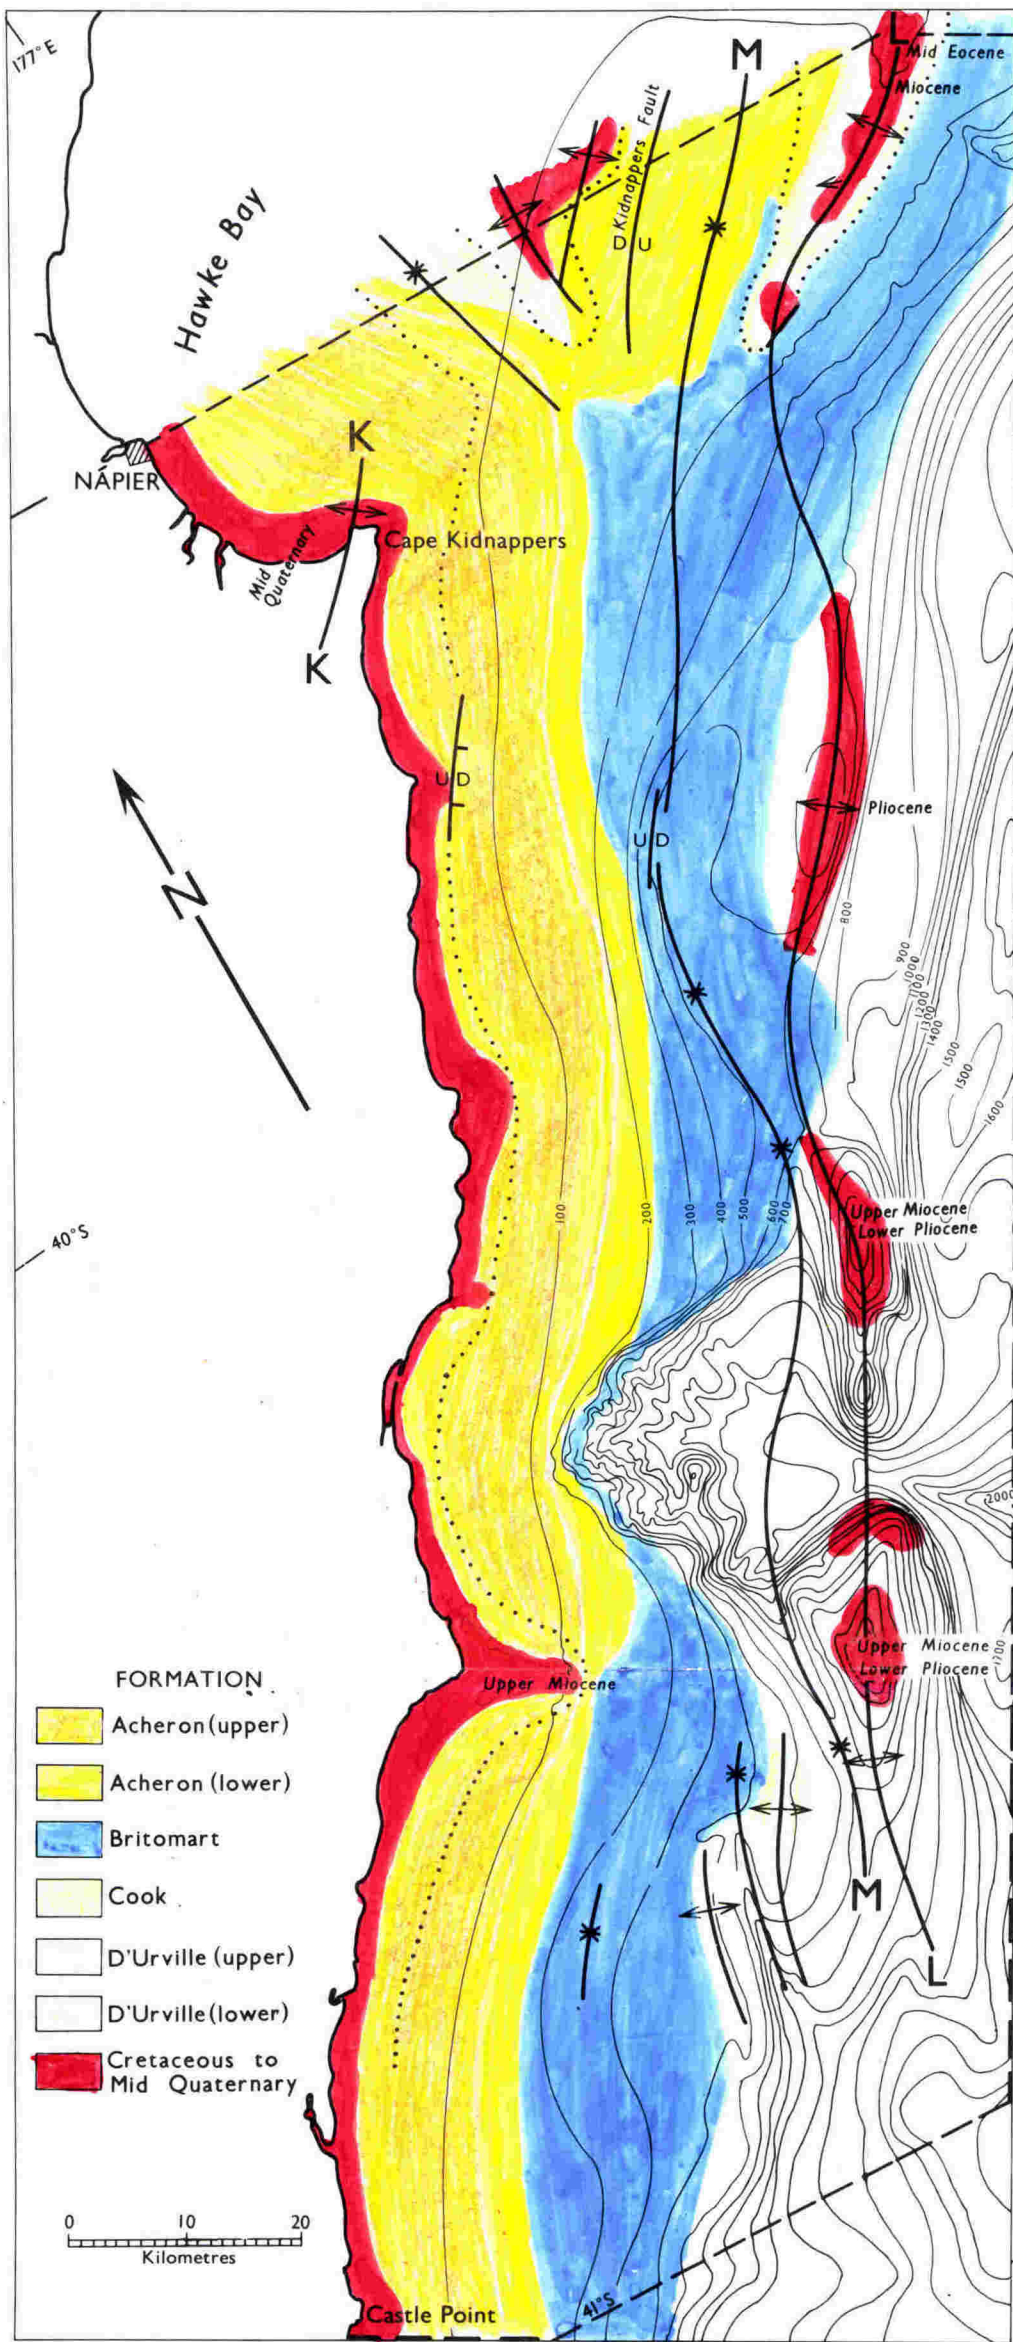 177°E
L
Mid Eocene
Miocene
M
Kidnappers Fault
D U
Hawke Bay
K
NÁPIER
Cape Kidnappers
Mid
Quaternary
K
U D
U D
Pliocene
800
900
1000
1100
1200
1300
1400
1500
1500
1600
N
40°S
100
200
300
400
500
600
700
Upper Miocene
Lower Pliocene
2000
Upper Miocene
Lower Pliocene
1700
Upper Miocene
FORMATION
Acheron (upper)
Acheron (lower)
Britomart
Cook
D'Urville (upper)
D'Urville (lower)
Cretaceous to
Mid Quaternary
M
L
0 10 20
Kilometres
41°S
Castle Point